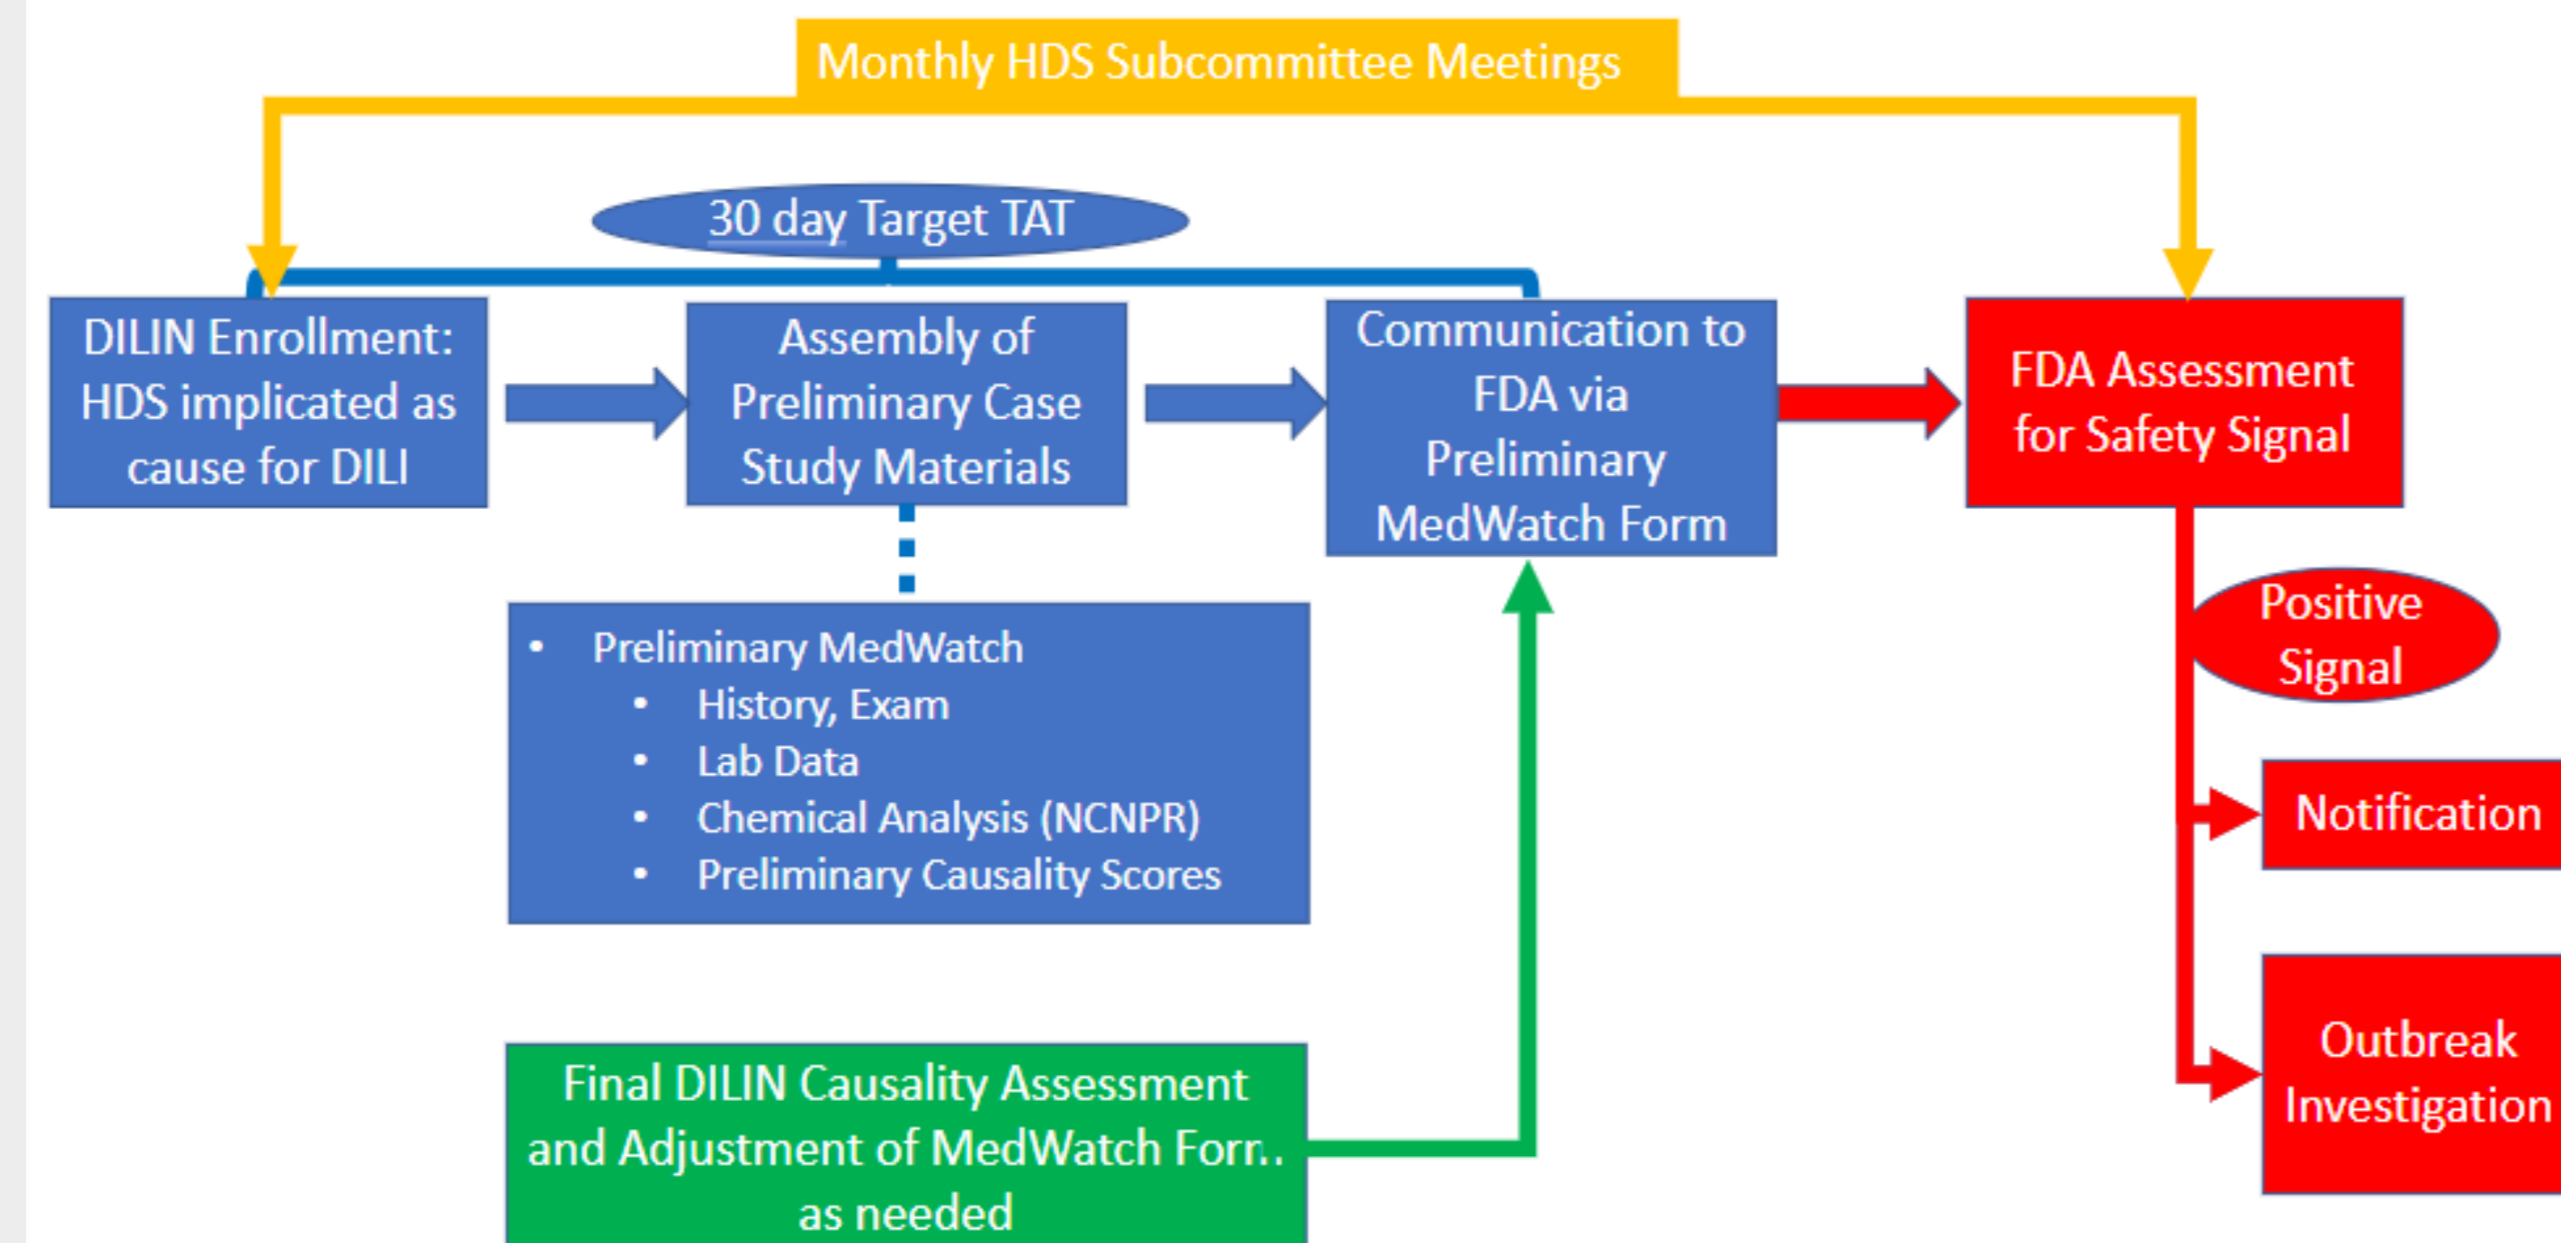 Monthly HDS Subcommittee Meetings
30 day Target TAT
DILIN Enrollment:
HDS implicated as
cause for DILI
Assembly of
Preliminary Case
Study Materials
Communication to
FDA via
Preliminary
MedWatch Form
FDA Assessment
for Safety Signal
• Preliminary MedWatch
• History, Exam
• Lab Data
• Chemical Analysis (NCNPR)
• Preliminary Causality Scores
Positive
Signal
Notification
Outbreak
Investigation
Final DILIN Causality Assessment
and Adjustment of MedWatch
as needed